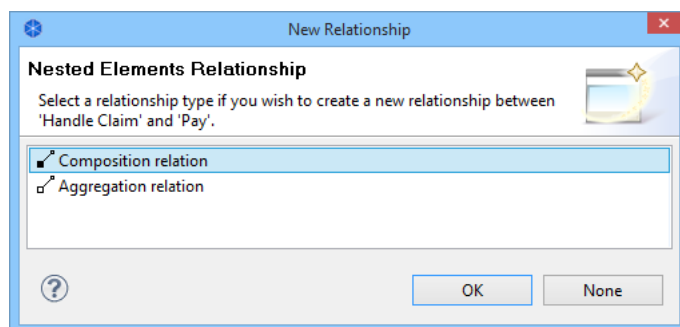 New Relationship
Nested Elements Relationship
Select a relationship type if you wish to create a new relationship between
'Handle Claim' and 'Pay'.
Composition relation
Aggregation relation
OK None